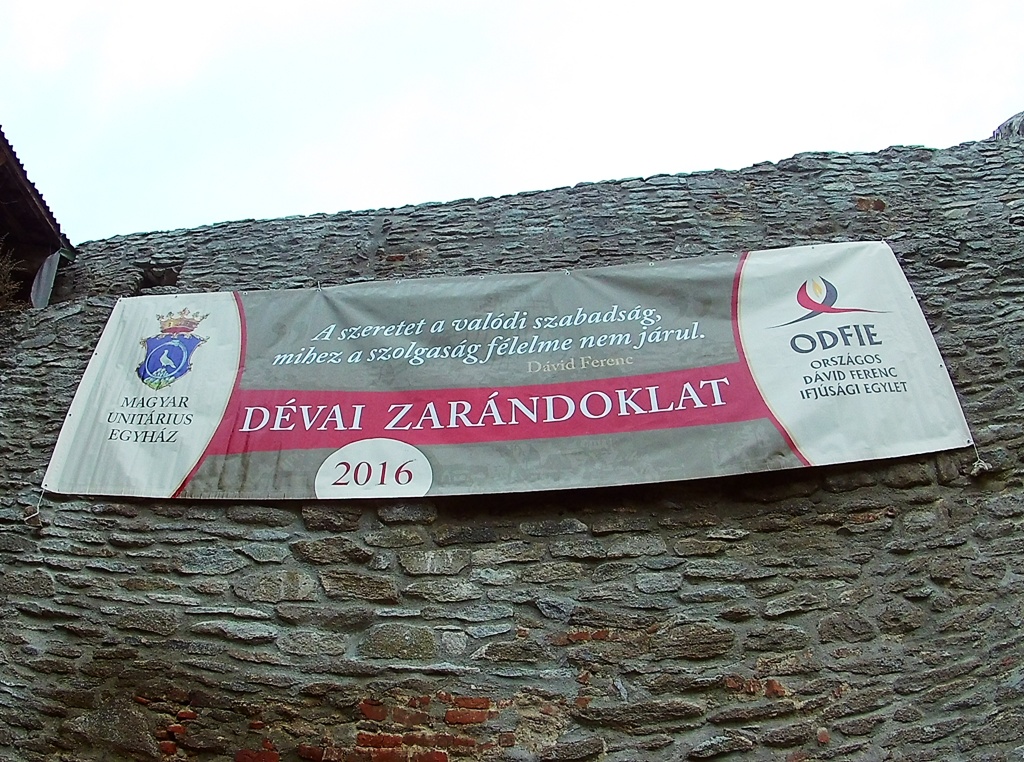 MAGYAR
UNITÁRIUS
EGYHÁZ
A szeretet a valódi szabadság,
mihez a szolgaság félelme nem járul.
Dávid Ferenc
DÉVAI ZARÁNDOKLAT
2016
ODFIE
ORSZÁGOS
DÁVID FERENC
IFJÚSÁGI EGYLET